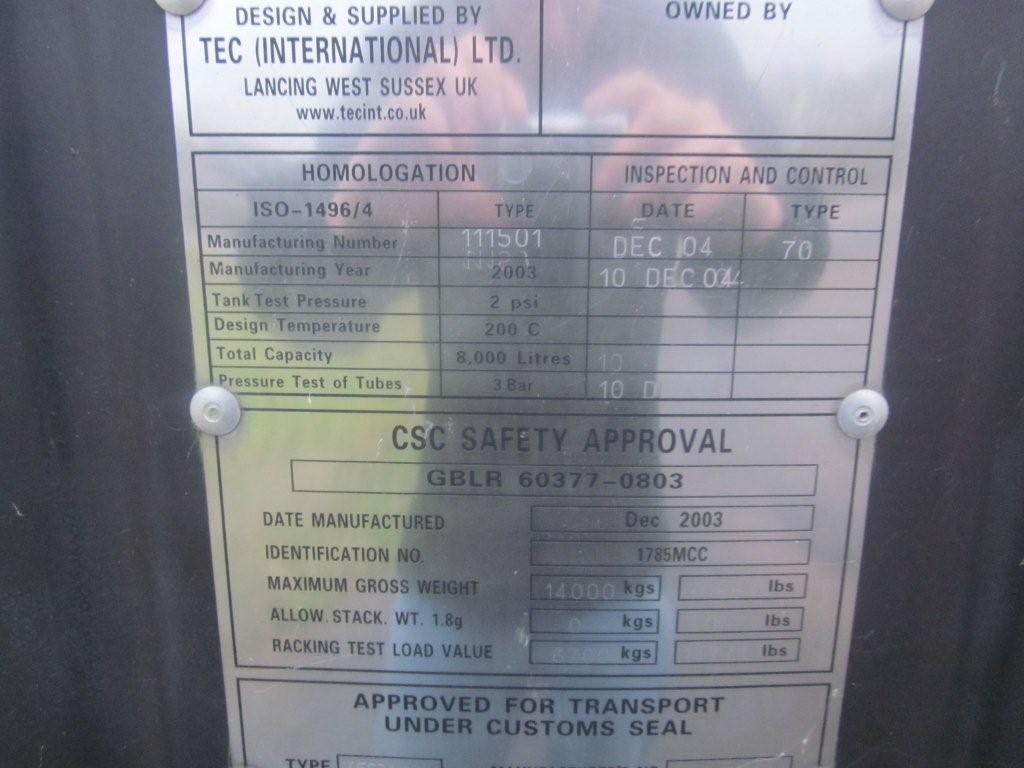 DESIGN & SUPPLIED BY
TEC (INTERNATIONAL) LTD.
LANCING WEST SUSSEX UK
www.tecint.co.uk
OWNED BY
HOMOLOGATION INSPECTION AND CONTROL
ISO-1496/4 TYPE DATE TYPE
Manufacturing Number 111501 DEC 04 70
Manufacturing Year 2003 10 DEC 04
Tank Test Pressure 2 psi
Design Temperature 200 C
Total Capacity 8,000 Litres 10
Pressure Test of Tubes 3 Bar 10 D
CSC SAFETY APPROVAL
GBLR 60377-0803
DATE MANUFACTURED Dec 2003
IDENTIFICATION NO. 1785MCC
MAXIMUM GROSS WEIGHT 14000 kgs lbs
ALLOW. STACK. WT. 1.8g 0 kgs lbs
RACKING TEST LOAD VALUE kgs lbs
APPROVED FOR TRANSPORT
UNDER CUSTOMS SEAL
TYPE MANUFACTURER'S NO.